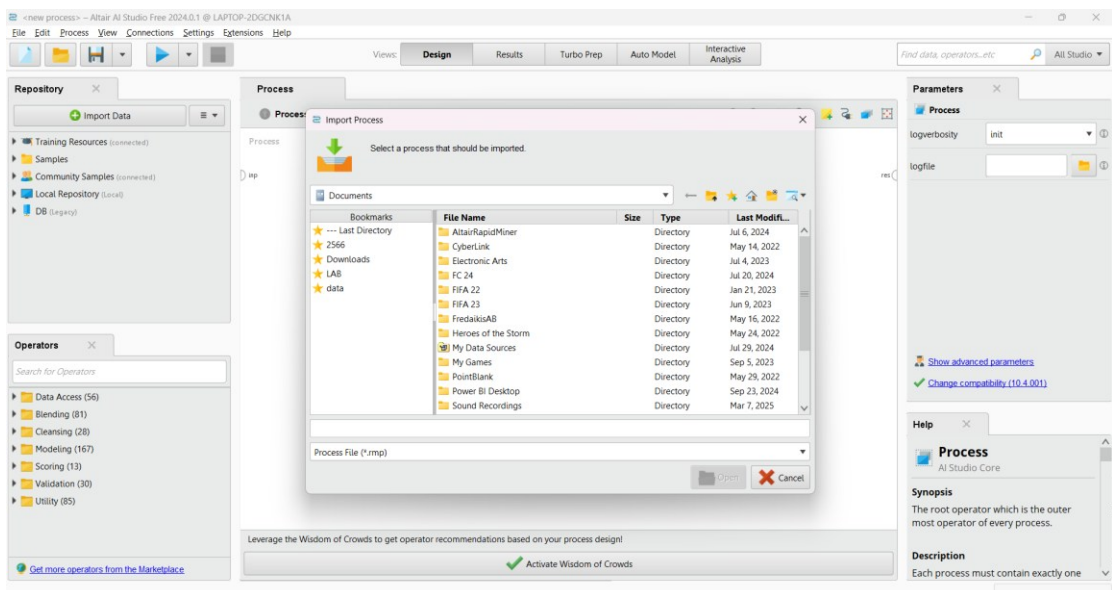 <new process> – Altair AI Studio Free 2024.0.1 @ LAPTOP-2DGCNK1A
File Edit Process View Connections Settings Extensions Help
Views: Design Results Turbo Prep Auto Model Interactive Analysis
Find data, operators...etc All Studio
Repository
Import Data
Training Resources (connected)
Samples
Community Samples (connected)
Local Repository (Local)
DB (Legacy)
Operators
Search for Operators
Data Access (56)
Blending (81)
Cleansing (28)
Modeling (167)
Scoring (13)
Validation (30)
Utility (85)
Get more operators from the Marketplace
Process
Process
Process
inp
res
Import Process
Select a process that should be imported.
Documents
Bookmarks
--- Last Directory
2566
Downloads
LAB
data
File Name Size Type Last Modifi...
AltairRapidMiner Directory Jul 6, 2024
CyberLink Directory May 14, 2022
Electronic Arts Directory Jul 4, 2023
FC 24 Directory Jul 20, 2024
FIFA 22 Directory Jan 21, 2023
FIFA 23 Directory Jun 9, 2023
FredaikisAB Directory May 16, 2022
Heroes of the Storm Directory May 24, 2022
My Data Sources Directory Jul 29, 2024
My Games Directory Sep 5, 2023
PointBlank Directory May 29, 2022
Power BI Desktop Directory Sep 23, 2024
Sound Recordings Directory Mar 7, 2025
Process File (*.rmp)
Open Cancel
Leverage the Wisdom of Crowds to get operator recommendations based on your process design!
Activate Wisdom of Crowds
Parameters
Process
logverbosity init
logfile
Show advanced parameters
Change compatibility (10.4.001)
Help
Process
AI Studio Core
Synopsis
The root operator which is the outer
most operator of every process.
Description
Each process must contain exactly one